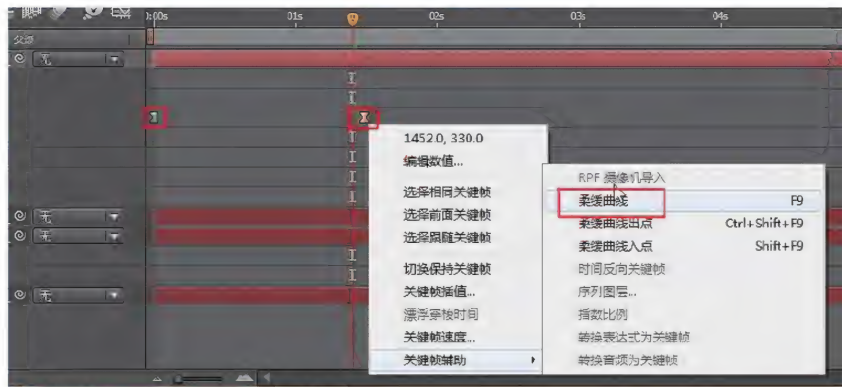 :00s 01s 02s 03s 04s
父级
无
1452.0, 330.0
编辑数值...
选择相同关键帧
选择前面关键帧
选择跟随关键帧
切换保持关键帧
关键帧插值...
漂浮穿梭时间
关键帧速度...
关键帧辅助
RPF 摄像机导入
柔缓曲线 F9
柔缓曲线出点 Ctrl+Shift+F9
柔缓曲线入点 Shift+F9
时间反向关键帧
序列图层...
指数比例
转换表达式为关键帧
转换音频为关键帧
无
无
无